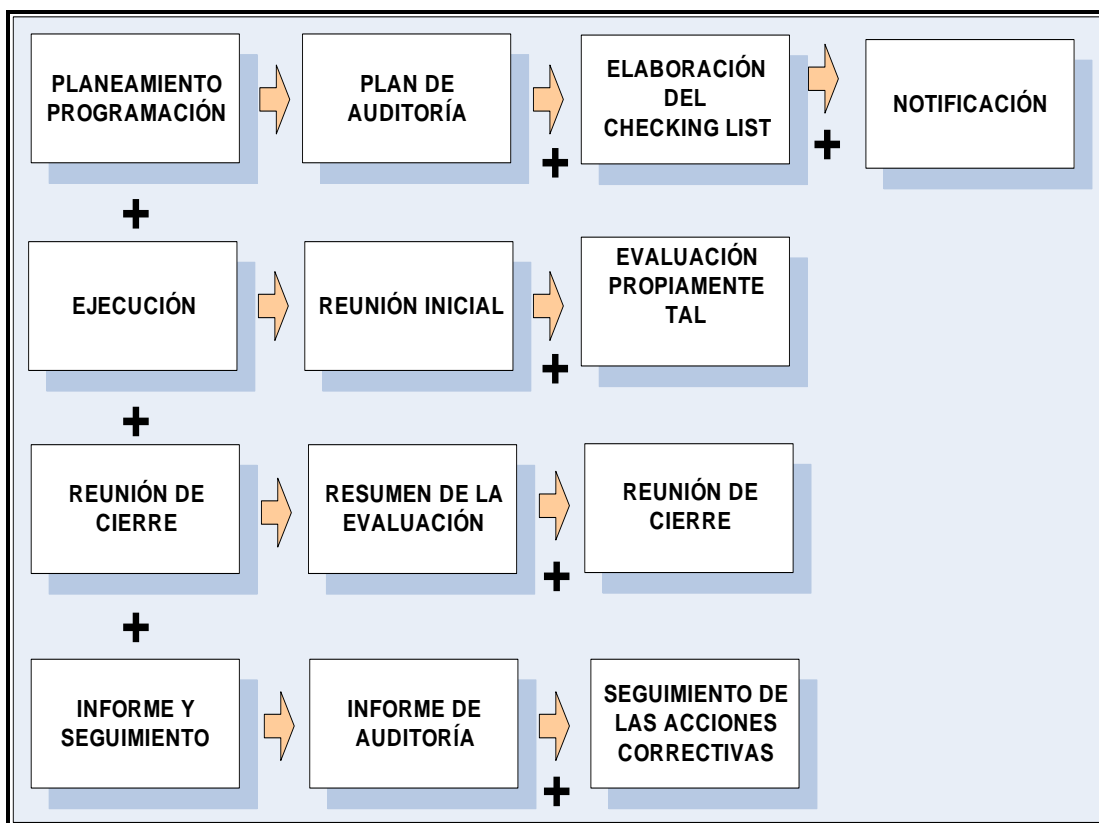 PLANEAMIENTO
PROGRAMACIÓN
PLAN DE
AUDITORÍA
ELABORACIÓN
DEL
CHECKING LIST
NOTIFICACIÓN
+
+
+
EJECUCIÓN
REUNIÓN INICIAL
EVALUACIÓN
PROPIAMENTE
TAL
+
+
REUNIÓN DE
CIERRE
RESUMEN DE LA
EVALUACIÓN
REUNIÓN DE
CIERRE
+
+
INFORME Y
SEGUIMIENTO
INFORME DE
AUDITORÍA
SEGUIMIENTO DE
LAS ACCIONES
CORRECTIVAS
+